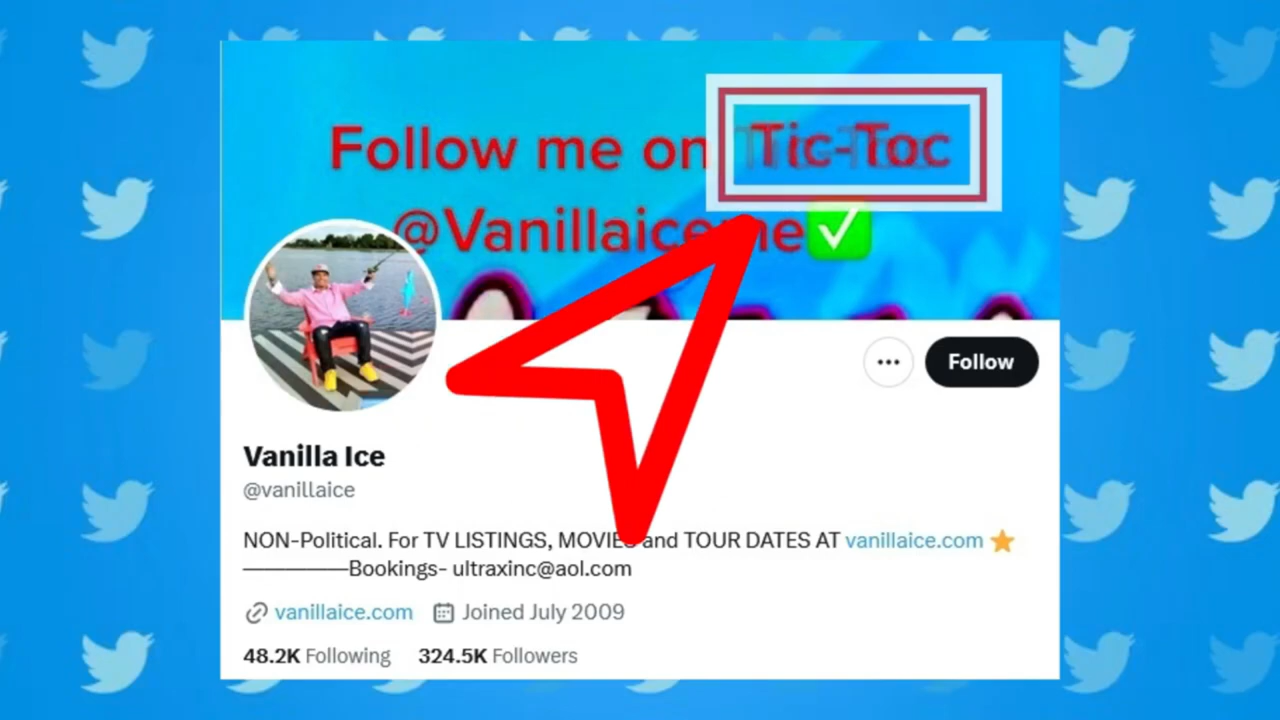 Follow me on Tic-Toc
@Vanillaiceme✅
Follow
Vanilla Ice
@vanillaice
NON-Political. For TV LISTINGS, MOVIES and TOUR DATES AT vanillaice.com ⭐
—————Bookings- ultraxinc@aol.com
vanillaice.com Joined July 2009
48.2K Following 324.5K Followers